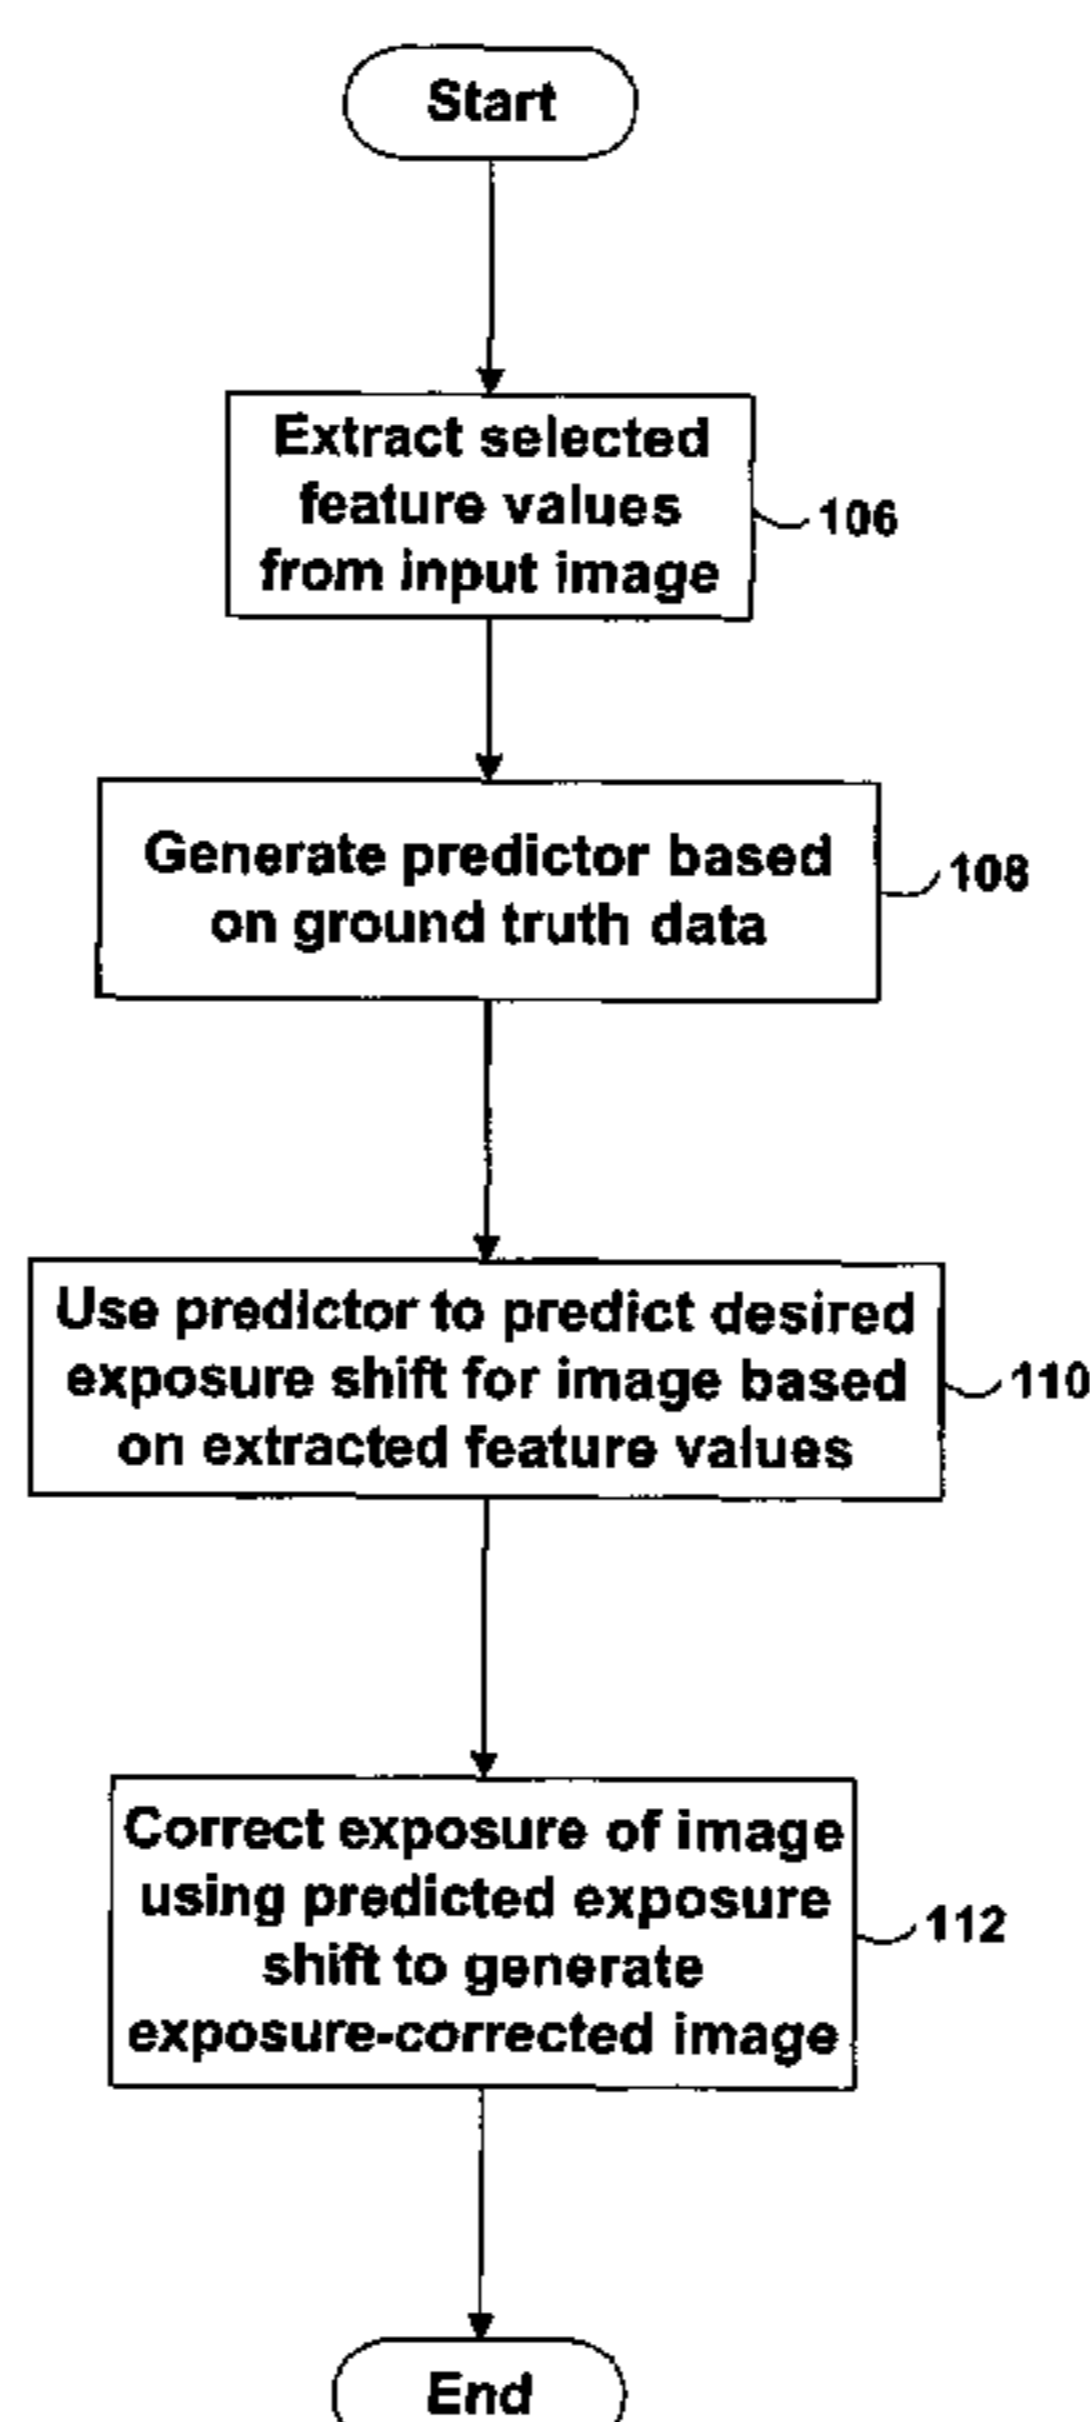 Start
Extract selected
feature values
from input image
106
Generate predictor based
on ground truth data
108
Use predictor to predict desired
exposure shift for image based
on extracted feature values
110
Correct exposure of image
using predicted exposure
shift to generate
exposure-corrected image
112
End